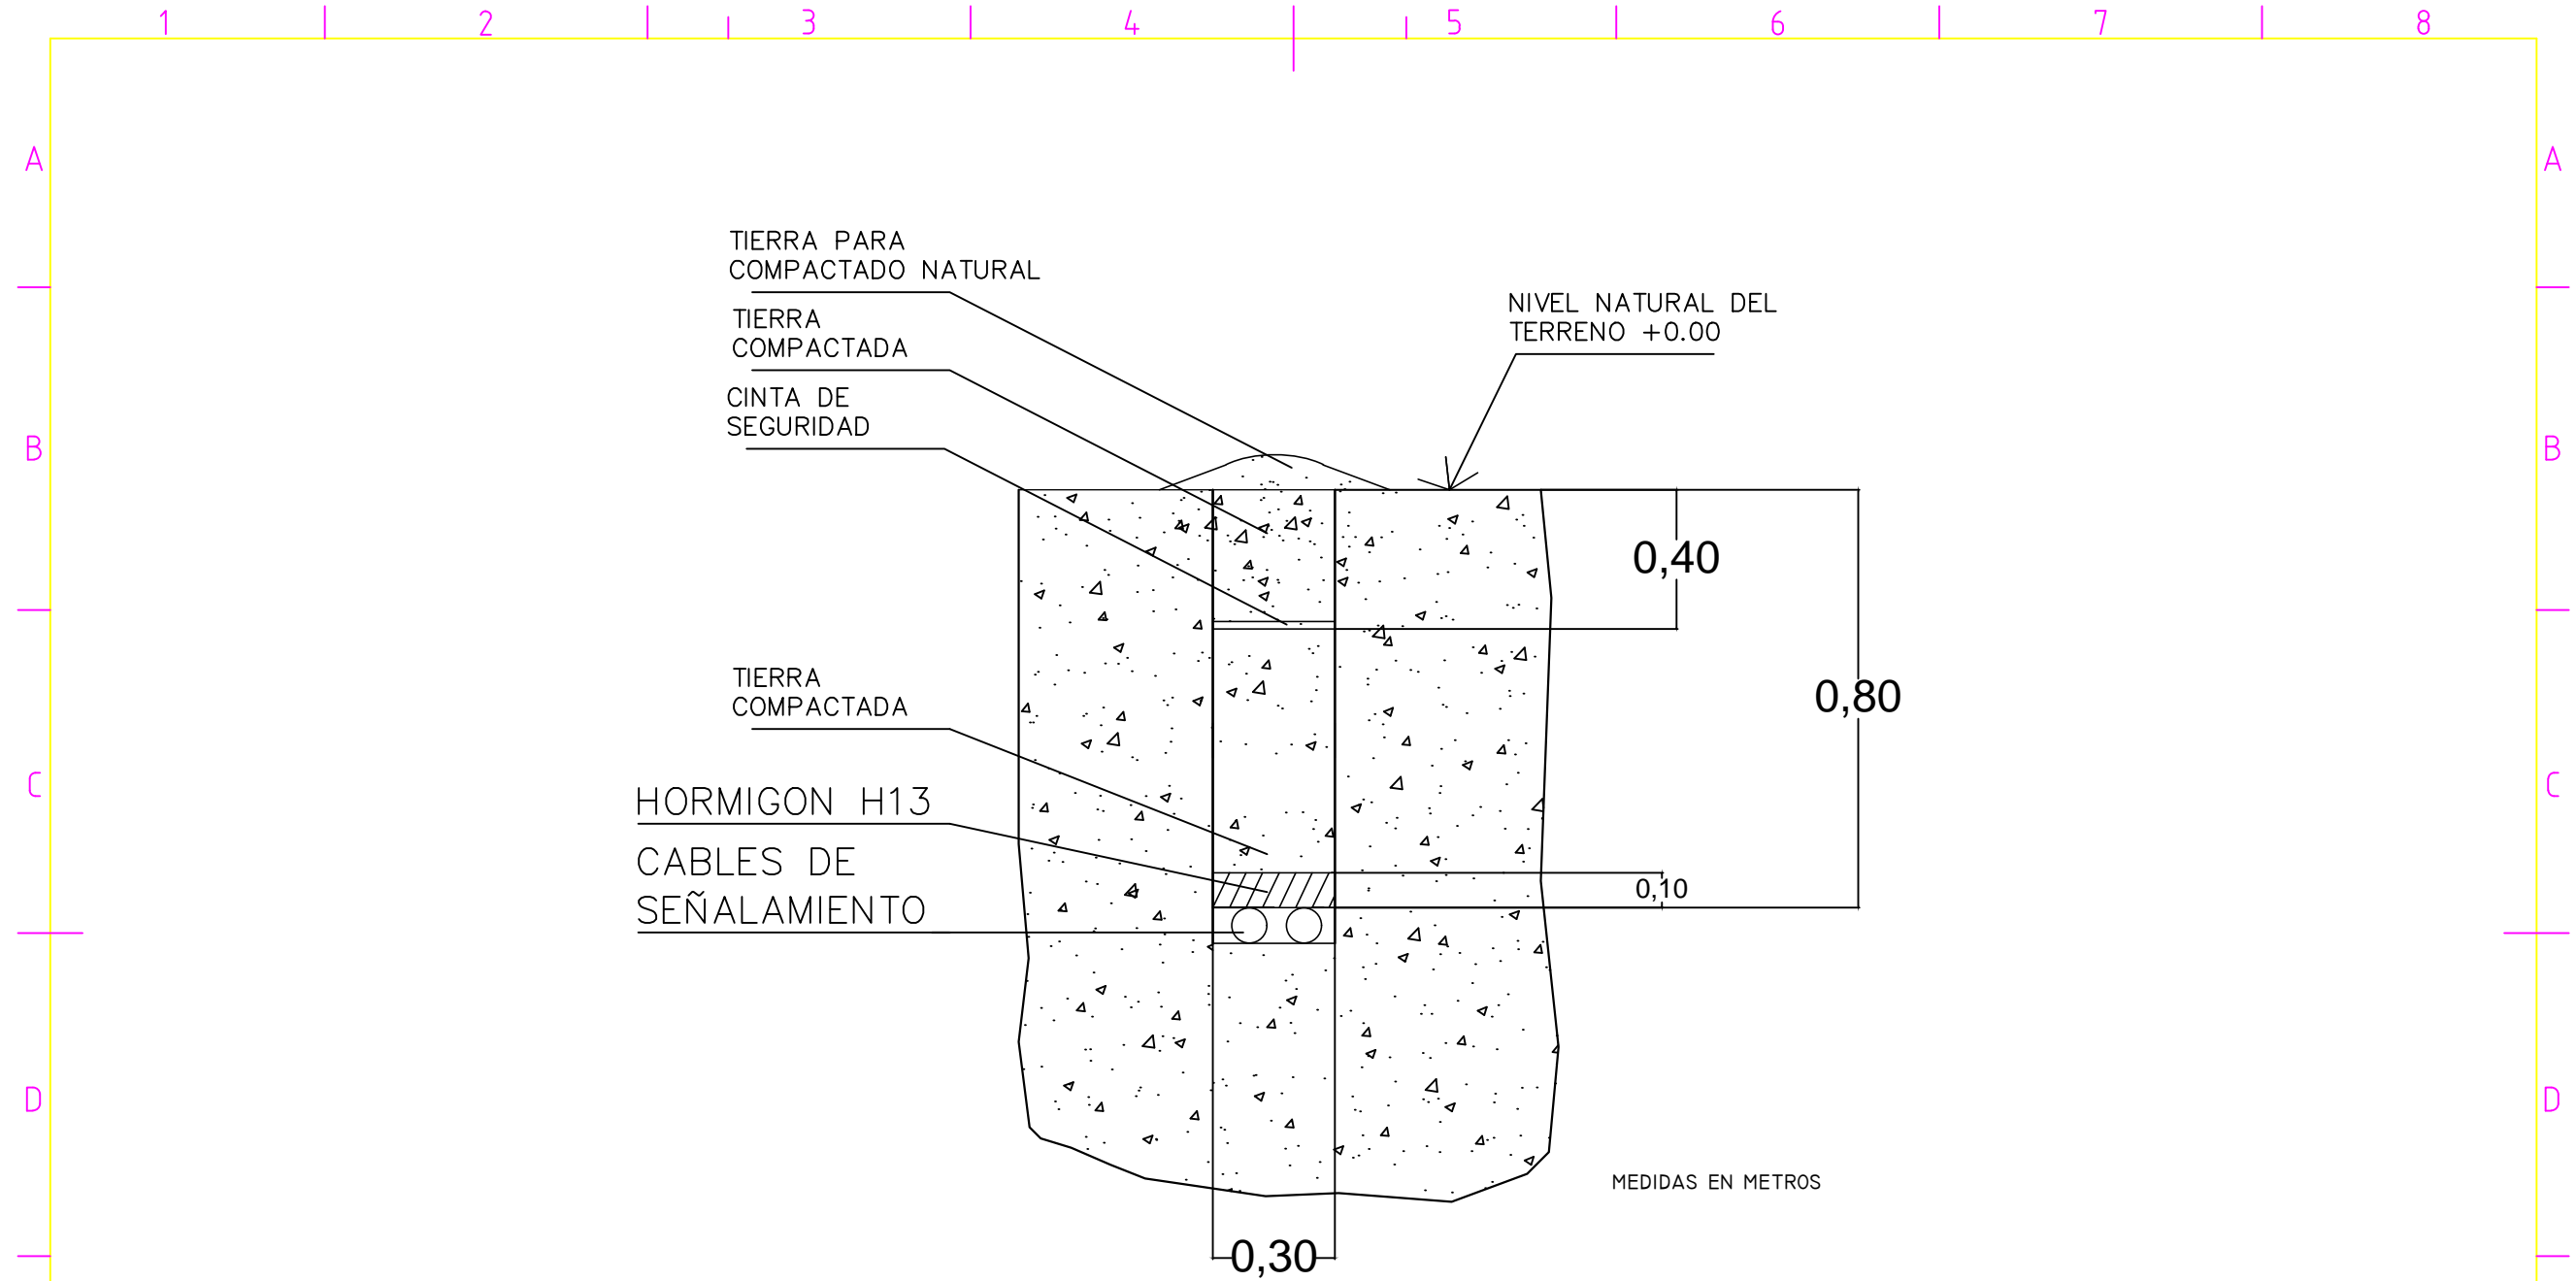 1 2 3 4 5 6 7 8
A A
TIERRA PARA
COMPACTADO NATURAL
NIVEL NATURAL DEL
TERRENO +0.00
TIERRA
COMPACTADA
CINTA DE
SEGURIDAD
B B
0,40
TIERRA
COMPACTADA
0,80
C C
HORMIGON H13
CABLES DE
SEÑALAMIENTO
0,10
D D
MEDIDAS EN METROS
0,30